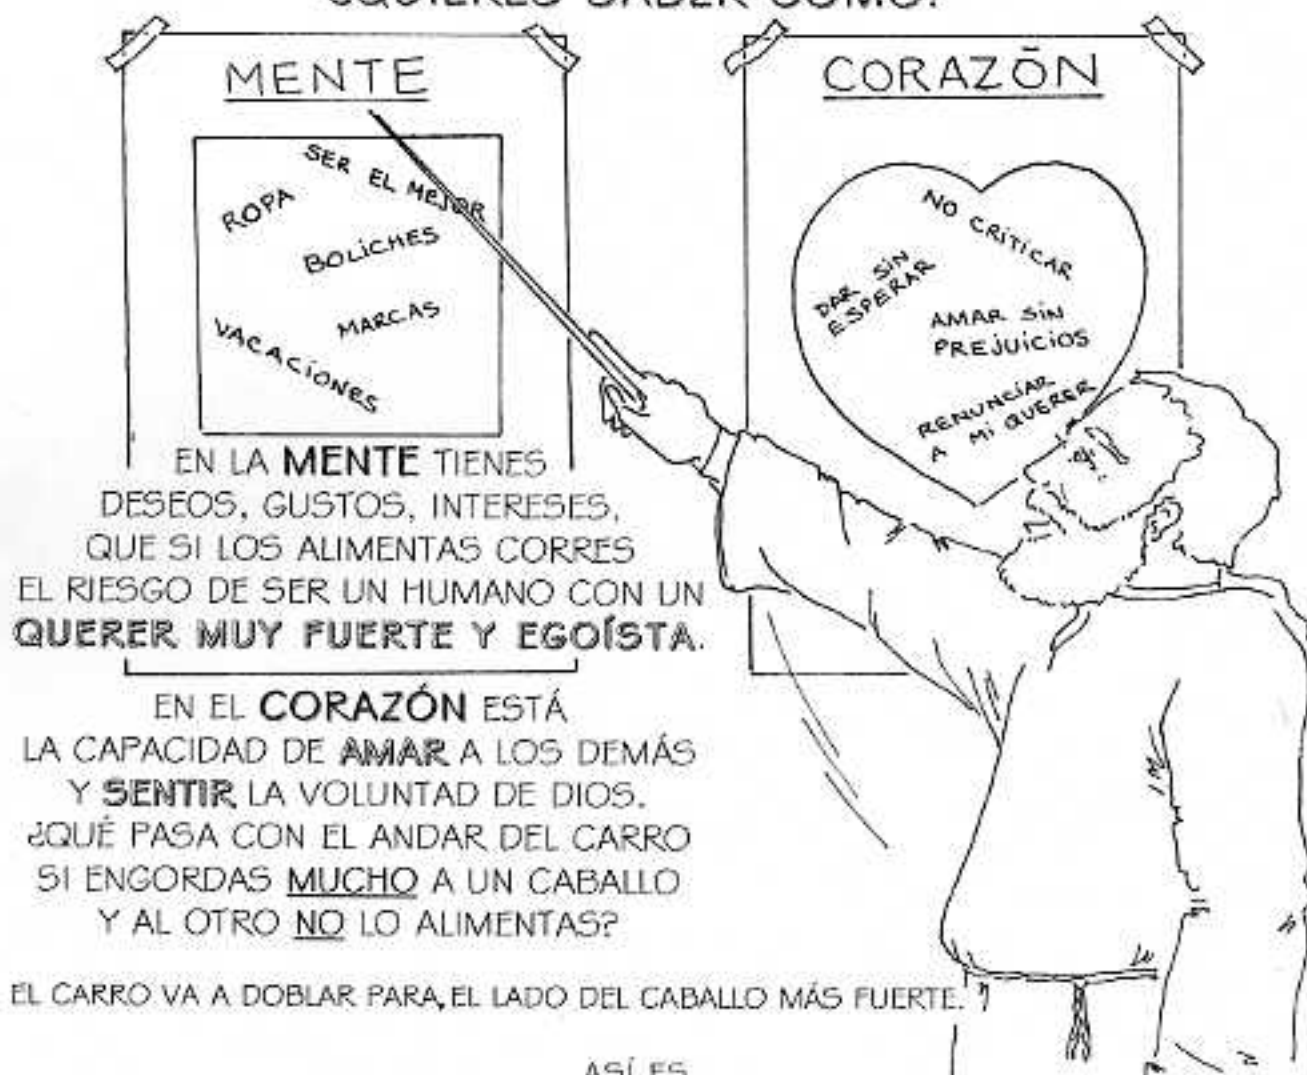 ¿QUIERES SABER CÓMO?
MENTE
SER EL MEJOR
ROPA
BOLICHES
MARCAS
VACACIONES
CORAZÓN
NO CRITICAR
DAR SIN
ESPERAR
AMAR SIN
PREJUICIOS
RENUNCIAR
A MI QUERER
EN LA MENTE TIENES
DESEOS, GUSTOS, INTERESES,
QUE SI LOS ALIMENTAS CORRES
EL RIESGO DE SER UN HUMANO CON UN
QUERER MUY FUERTE Y EGOÍSTA.
EN EL CORAZÓN ESTÁ
LA CAPACIDAD DE AMAR A LOS DEMÁS
Y SENTIR LA VOLUNTAD DE DIOS.
¿QUÉ PASA CON EL ANDAR DEL CARRO
SI ENGORDAS MUCHO A UN CABALLO
Y AL OTRO NO LO ALIMENTAS?
EL CARRO VA A DOBLAR PARA, EL LADO DEL CABALLO MÁS FUERTE.
ASÍ ES